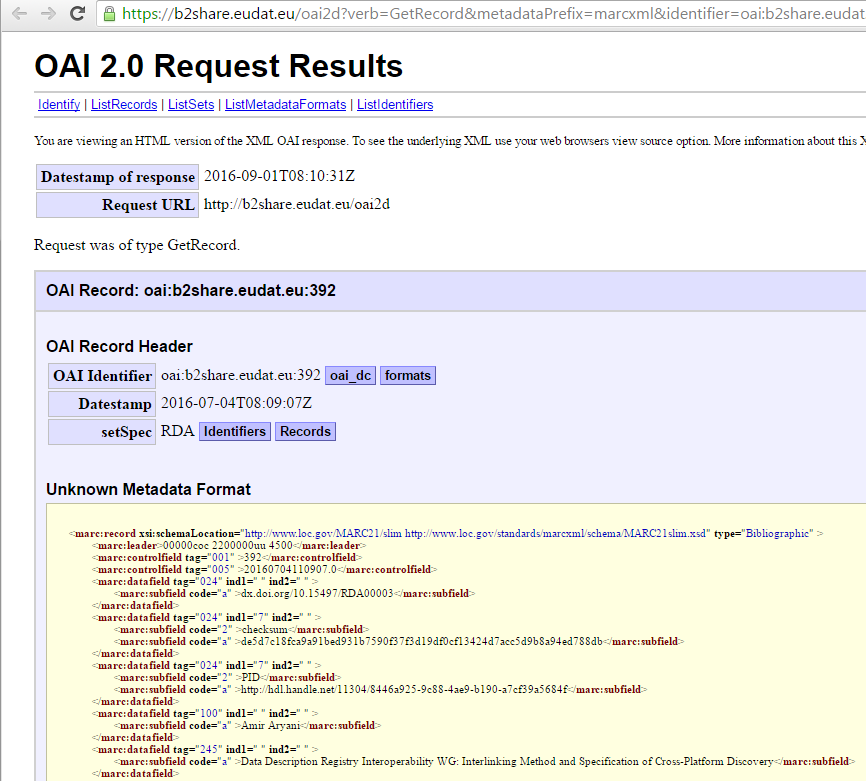 https://b2share.eudat.eu/oai2d?verb=GetRecord&metadataPrefix=marcxml&identifier=oai:b2share.eudat
OAI 2.0 Request Results
Identify | ListRecords | ListSets | ListMetadataFormats | ListIdentifiers
You are viewing an HTML version of the XML OAI response. To see the underlying XML use your web browsers view source option. More information about this X
Datestamp of response 2016-09-01T08:10:31Z
Request URL http://b2share.eudat.eu/oai2d
Request was of type GetRecord.
OAI Record: oai:b2share.eudat.eu:392
OAI Record Header
OAI Identifier oai:b2share.eudat.eu:392 oai_dc formats
Datestamp 2016-07-04T08:09:07Z
setSpec RDA Identifiers Records
Unknown Metadata Format
<marc:record xsi:schemaLocation="http://www.loc.gov/MARC21/slim http://www.loc.gov/standards/marcxml/schema/MARC21slim.xsd" type="Bibliographic" >
<marc:leader>00000coc 2200000uu 4500</marc:leader>
<marc:controlfield tag="001" >392</marc:controlfield>
<marc:controlfield tag="005" >20160704110907.0</marc:controlfield>
<marc:datafield tag="024" ind1=" " ind2=" " >
<marc:subfield code="a" >dx.doi.org/10.15497/RDA00003</marc:subfield>
</marc:datafield>
<marc:datafield tag="024" ind1="7" ind2=" " >
<marc:subfield code="2" >checksum</marc:subfield>
<marc:subfield code="a" >de5d7c18fca9a91bed931b7590f37f3d19df0cf13424d7acc5d9b8a94ed788db</marc:subfield>
</marc:datafield>
<marc:datafield tag="024" ind1="7" ind2=" " >
<marc:subfield code="2" >PID</marc:subfield>
<marc:subfield code="a" >http://hdl.handle.net/11304/8446a925-9c88-4ae9-b190-a7cf39a5684f</marc:subfield>
</marc:datafield>
<marc:datafield tag="100" ind1=" " ind2=" " >
<marc:subfield code="a" >Amir Aryani</marc:subfield>
</marc:datafield>
<marc:datafield tag="245" ind1=" " ind2=" " >
<marc:subfield code="a" >Data Description Registry Interoperability WG: Interlinking Method and Specification of Cross-Platform Discovery</marc:subfield>
</marc:datafield>